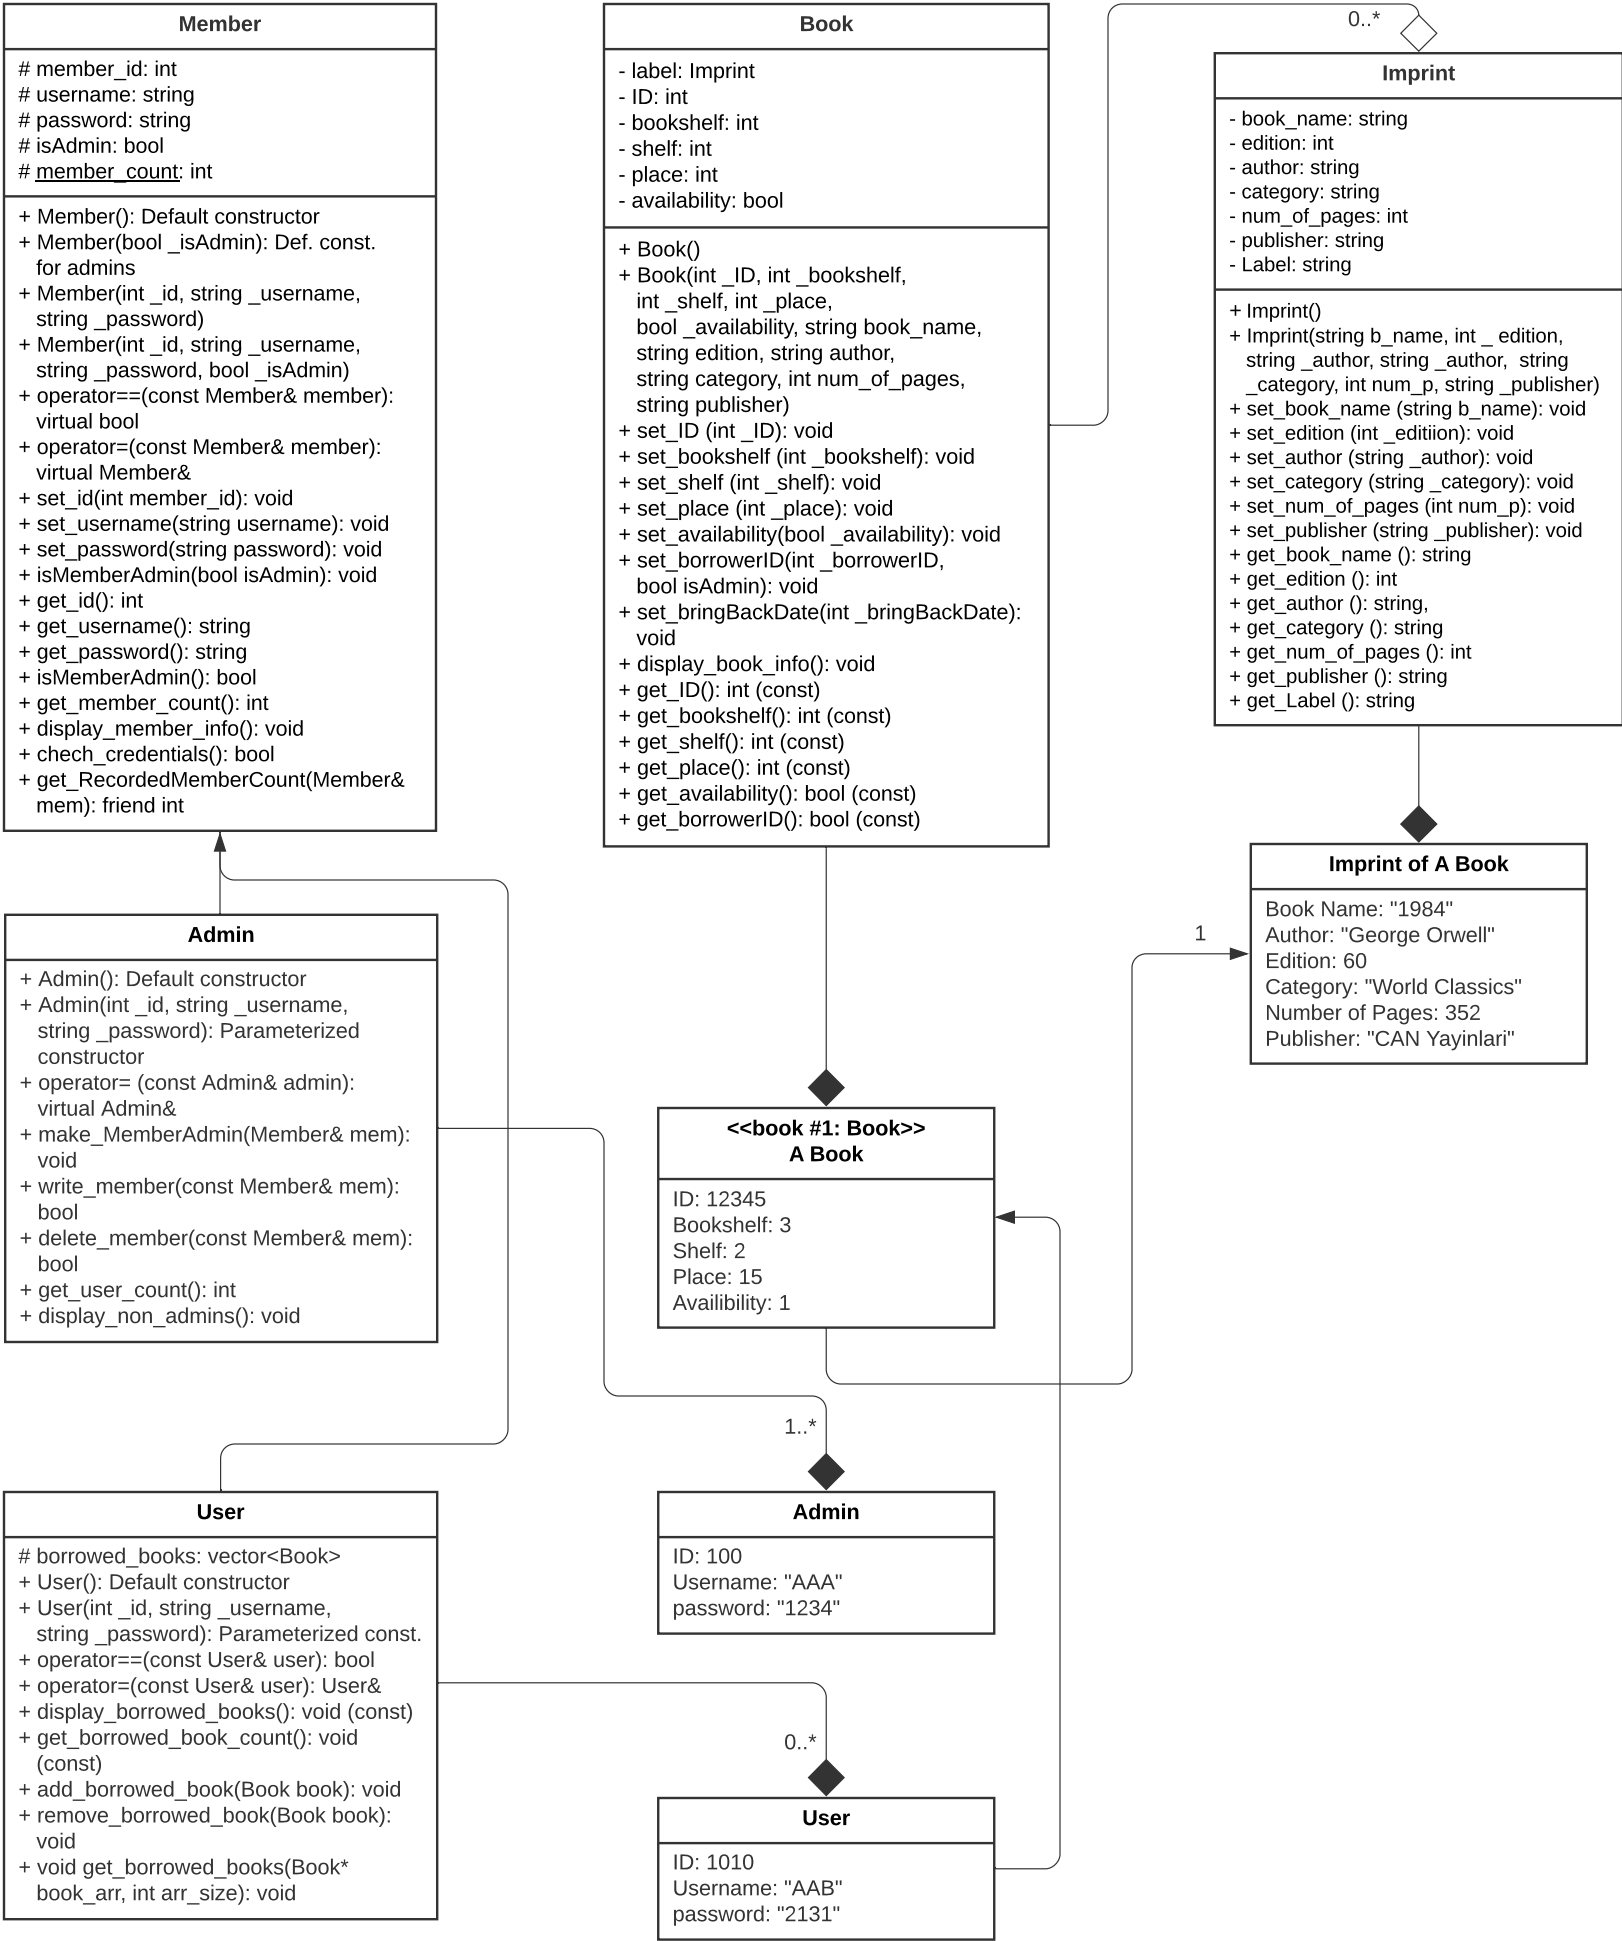 Member
# member_id: int
# username: string
# password: string
# isAdmin: bool
# member_count: int
+ Member(): Default constructor
+ Member(bool _isAdmin): Def. const.
for admins
+ Member(int _id, string _username,
string _password)
+ Member(int _id, string _username,
string _password, bool _isAdmin)
+ operator==(const Member& member):
virtual bool
+ operator=(const Member& member):
virtual Member&
+ set_id(int member_id): void
+ set_username(string username): void
+ set_password(string password): void
+ isMemberAdmin(bool isAdmin): void
+ get_id(): int
+ get_username(): string
+ get_password(): string
+ isMemberAdmin(): bool
+ get_member_count(): int
+ display_member_info(): void
+ chech_credentials(): bool
+ get_RecordedMemberCount(Member&
mem): friend int
Book
- label: Imprint
- ID: int
- bookshelf: int
- shelf: int
- place: int
- availability: bool
+ Book()
+ Book(int _ID, int _bookshelf,
int _shelf, int _place,
bool _availability, string book_name,
string edition, string author,
string category, int num_of_pages,
string publisher)
+ set_ID (int _ID): void
+ set_bookshelf (int _bookshelf): void
+ set_shelf (int _shelf): void
+ set_place (int _place): void
+ set_availability(bool _availability): void
+ set_borrowerID(int _borrowerID,
bool isAdmin): void
+ set_bringBackDate(int _bringBackDate):
void
+ display_book_info(): void
+ get_ID(): int (const)
+ get_bookshelf(): int (const)
+ get_shelf(): int (const)
+ get_place(): int (const)
+ get_availability(): bool (const)
+ get_borrowerID(): bool (const)
0..*
Imprint
- book_name: string
- edition: int
- author: string
- category: string
- num_of_pages: int
- publisher: string
- Label: string
+ Imprint()
+ Imprint(string b_name, int _ edition,
string _author, string _author,  string
_category, int num_p, string _publisher)
+ set_book_name (string b_name): void
+ set_edition (int _editiion): void
+ set_author (string _author): void
+ set_category (string _category): void
+ set_num_of_pages (int num_p): void
+ set_publisher (string _publisher): void
+ get_book_name (): string
+ get_edition (): int
+ get_author (): string,
+ get_category (): string
+ get_num_of_pages (): int
+ get_publisher (): string
+ get_Label (): string
Imprint of A Book
Book Name: "1984"
Author: "George Orwell"
Edition: 60
Category: "World Classics"
Number of Pages: 352
Publisher: "CAN Yayinlari"
1
Admin
+ Admin(): Default constructor
+ Admin(int _id, string _username,
string _password): Parameterized
constructor
+ operator= (const Admin& admin):
virtual Admin&
+ make_MemberAdmin(Member& mem):
void
+ write_member(const Member& mem):
bool
+ delete_member(const Member& mem):
bool
+ get_user_count(): int
+ display_non_admins(): void
<<book #1: Book>>
A Book
ID: 12345
Bookshelf: 3
Shelf: 2
Place: 15
Availibility: 1
1..*
Admin
ID: 100
Username: "AAA"
password: "1234"
User
# borrowed_books: vector<Book>
+ User(): Default constructor
+ User(int _id, string _username,
string _password): Parameterized const.
+ operator==(const User& user): bool
+ operator=(const User& user): User&
+ display_borrowed_books(): void (const)
+ get_borrowed_book_count(): void
(const)
+ add_borrowed_book(Book book): void
+ remove_borrowed_book(Book book):
void
+ void get_borrowed_books(Book*
book_arr, int arr_size): void
0..*
User
ID: 1010
Username: "AAB"
password: "2131"